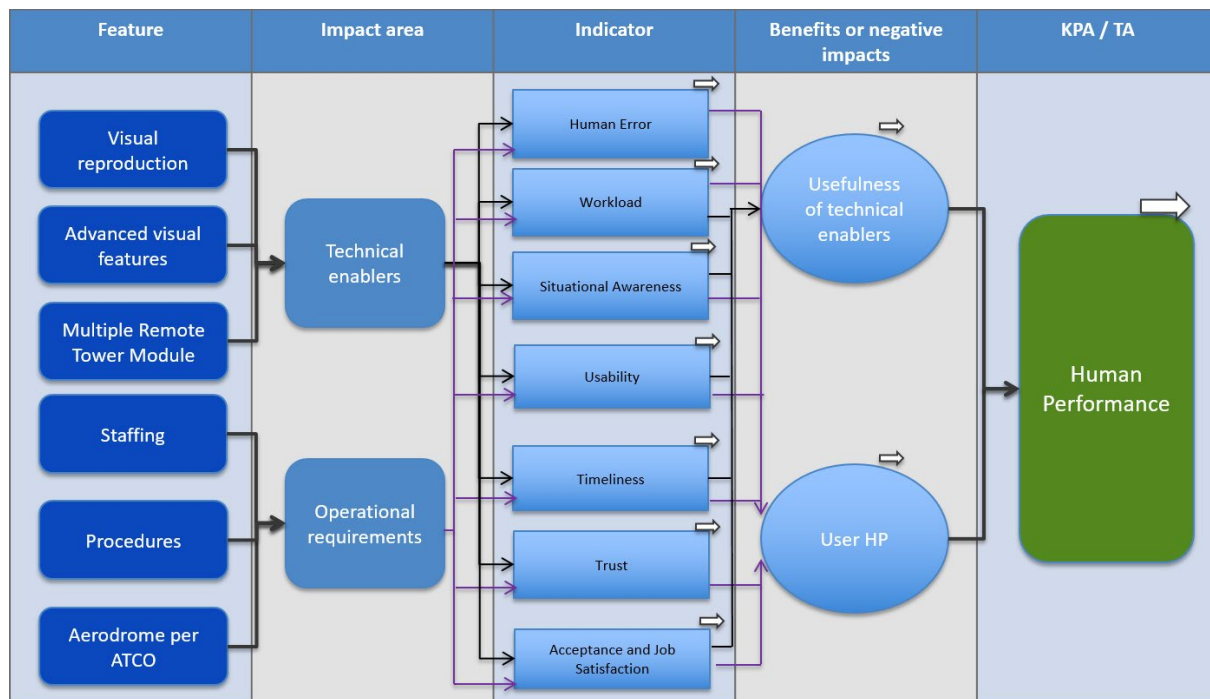 Feature
Impact area
Indicator
Benefits or negative
impacts
KPA / TA
Visual
reproduction
Advanced visual
features
Multiple Remote
Tower Module
Staffing
Procedures
Aerodrome per
ATCO
Technical
enablers
Operational
requirements
Human Error
Workload
Situational Awareness
Usability
Timeliness
Trust
Acceptance and Job
Satisfaction
Usefulness
of technical
enablers
User HP
Human
Performance